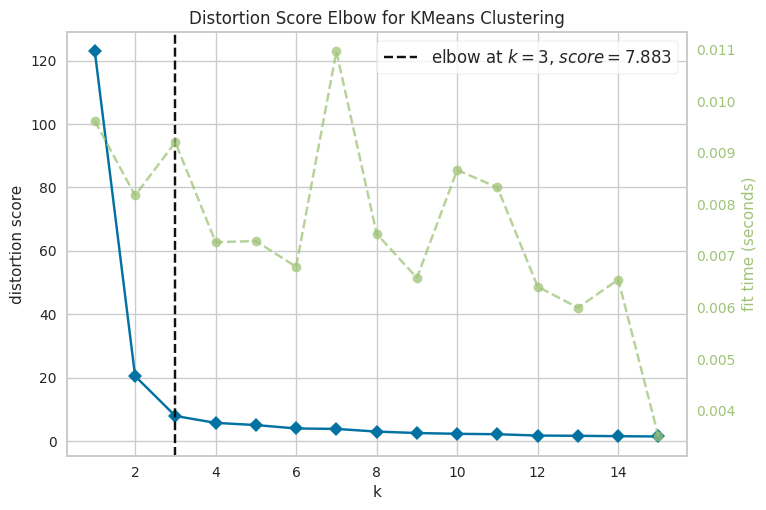 Distortion Score Elbow for KMeans Clustering
elbow at k = 3, score = 7.883
distortion score
120
100
80
60
40
20
0
0.011
0.010
0.009
0.008
0.007
0.006
0.005
0.004
fit time (seconds)
2 4 6 8 10 12 14
k